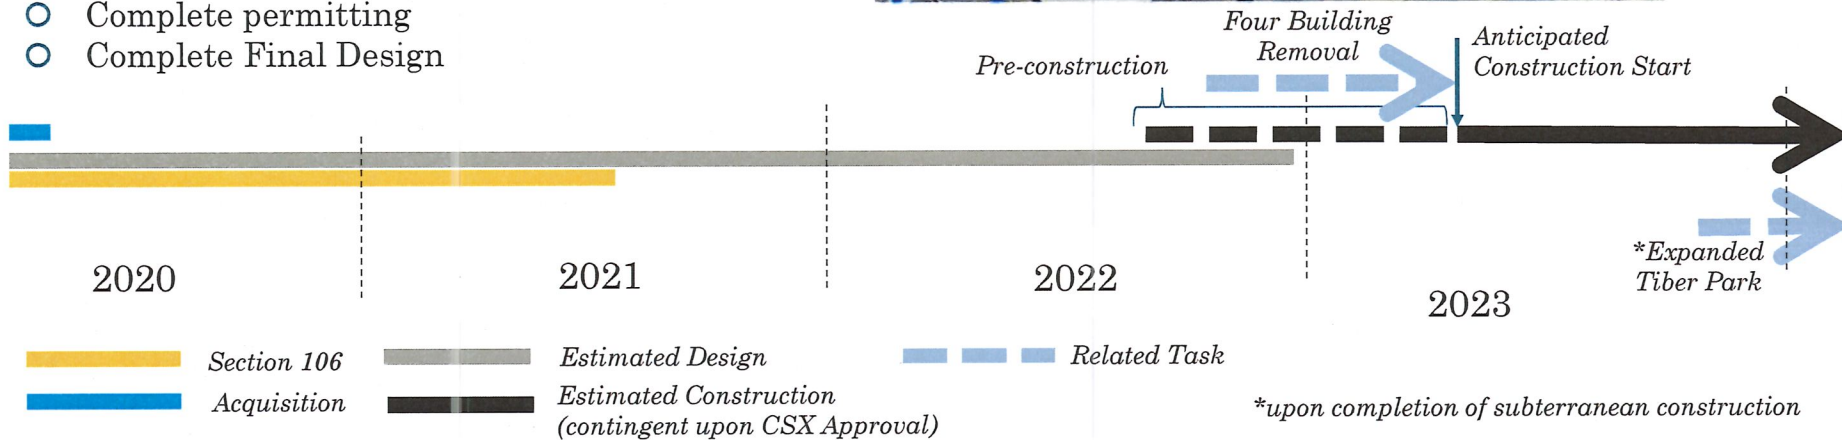 Complete permitting
Complete Final Design
Four Building
Removal
Anticipated
Construction Start
Pre-construction
*Expanded
Tiber Park
2020
2021
2022
2023
Section 106
Estimated Design
Related Task
Acquisition
Estimated Construction
(contingent upon CSX Approval)
*upon completion of subterranean construction